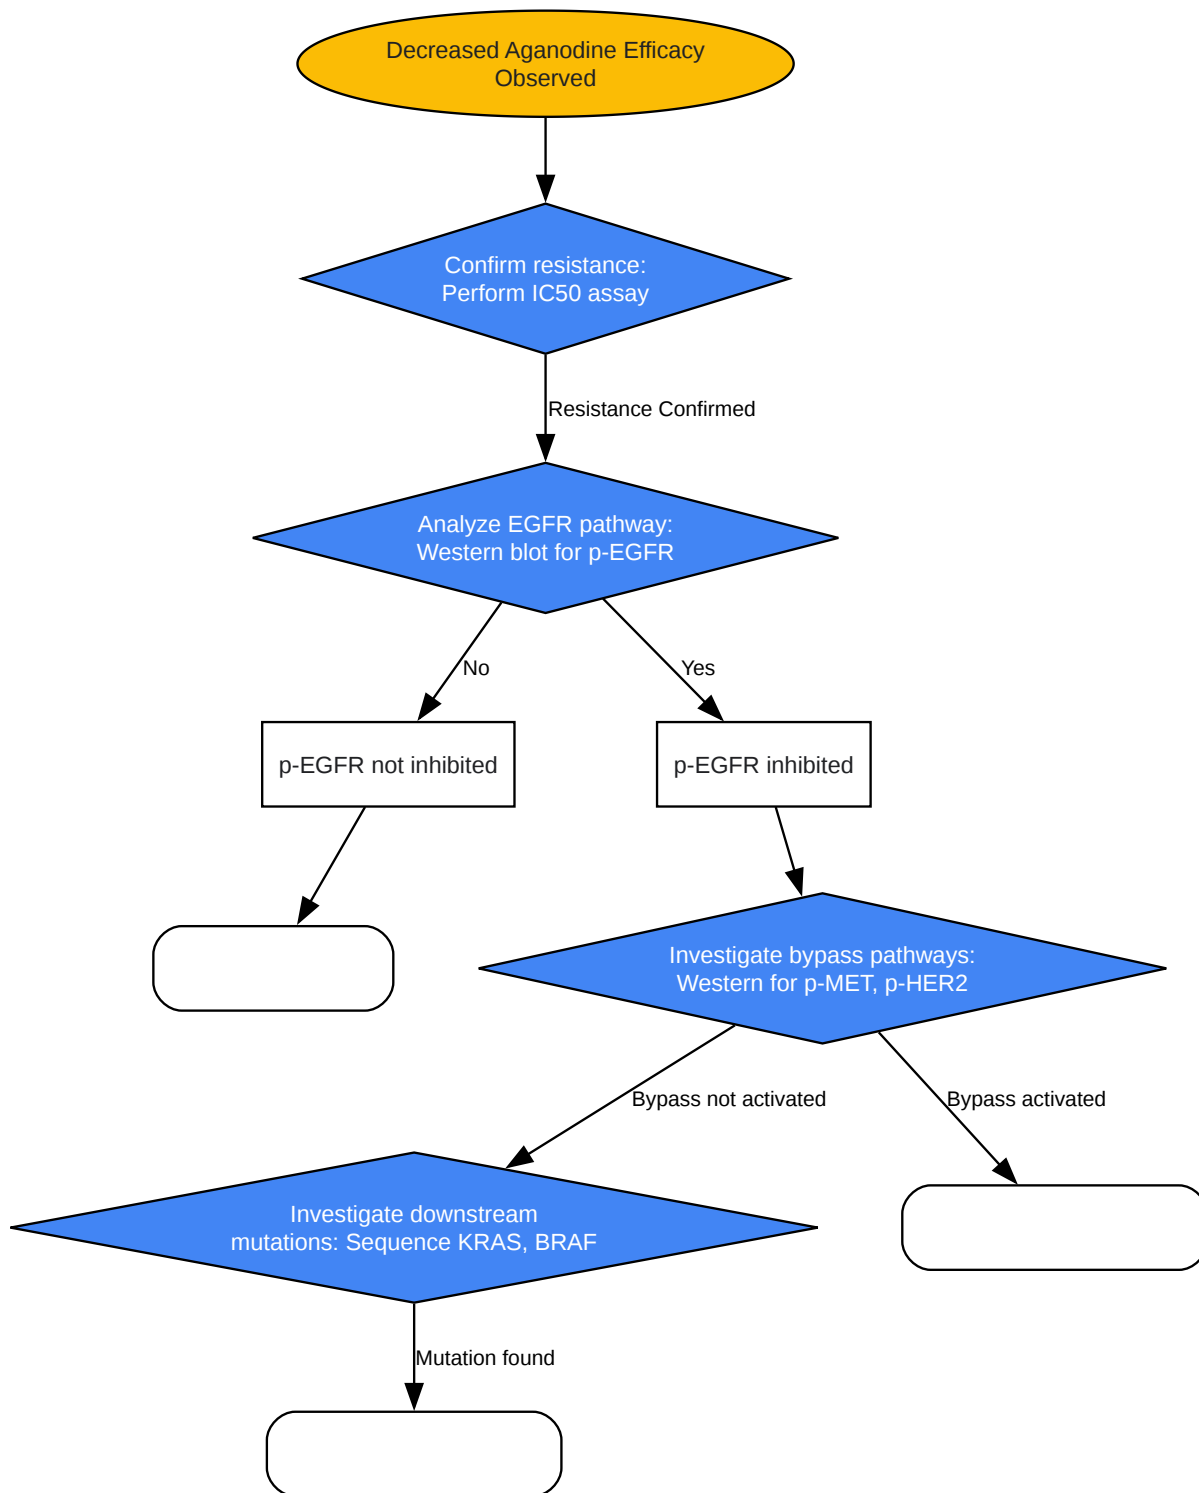 Decreased Aganodine Efficacy
Observed
Confirm resistance:
Perform IC50 assay
Resistance Confirmed
Analyze EGFR pathway:
Western blot for p-EGFR
No
Yes
p-EGFR not inhibited
p-EGFR inhibited
Investigate bypass pathways:
Western for p-MET, p-HER2
Bypass not activated
Bypass activated
Investigate downstream
mutations: Sequence KRAS, BRAF
Mutation found